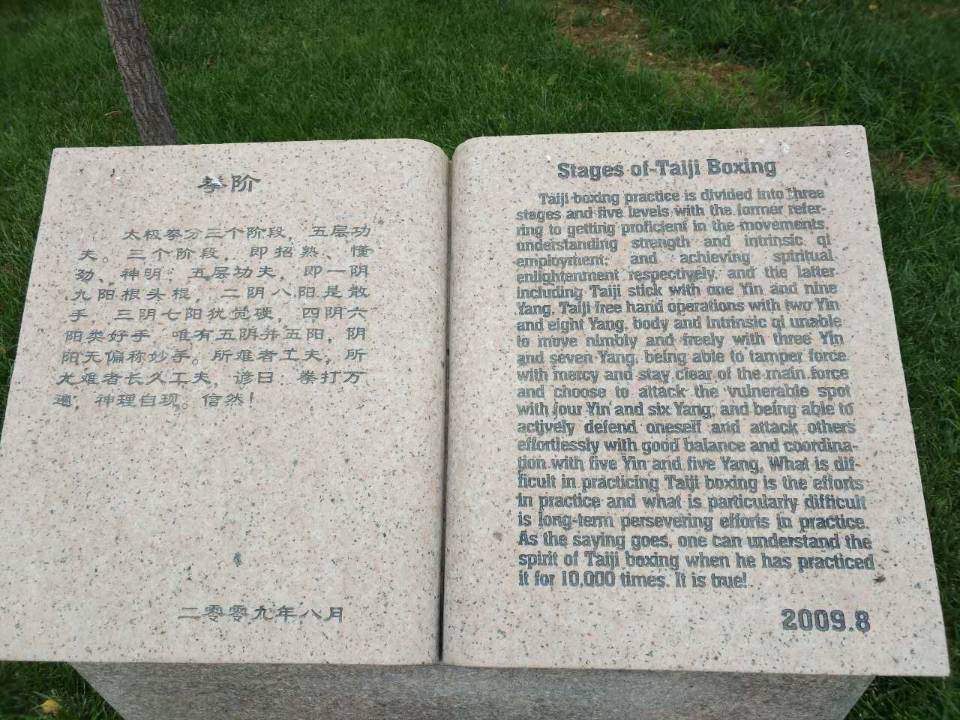 拳阶
太极拳分三个阶段，五层功
夫。三个阶段，即招熟、懂
劲、神明；五层功夫，即一阴
九阳根头棍，二阴八阳是散
手，三阴七阳犹觉硬，四阴六
阳类好手，唯有五阴并五阳，阴
阳无偏称妙手。所难者工夫，所
尤难者长久工夫，谚曰：拳打万
遍，神理自现。信然！
二零零九年八月
Stages of Taiji Boxing
Taiji boxing practice is divided into three
stages and five levels with the former refer-
ring to getting proficient in the movements,
understanding strength and intrinsic qi
employment; and achieving spiritual
enlightenment respectively, and the latter
including Taiji stick with one Yin and nine
Yang, Taiji free hand operations with two Yin
and eight Yang, body and intrinsic qi unable
to move nimbly and freely with three Yin
and seven Yang, being able to tamper force
with mercy and stay clear of the main force
and choose to attack the vulnerable spot
with four Yin and six Yang, and being able to
actively defend oneself and attack others
effortlessly with good balance and coordina-
tion with five Yin and five Yang. What is dif-
ficult in practicing Taiji boxing is the efforts
in practice and what is particularly difficult
is long-term persevering efforts in practice.
As the saying goes, one can understand the
spirit of Taiji boxing when he has practiced
it for 10,000 times. It is true!
2009.8